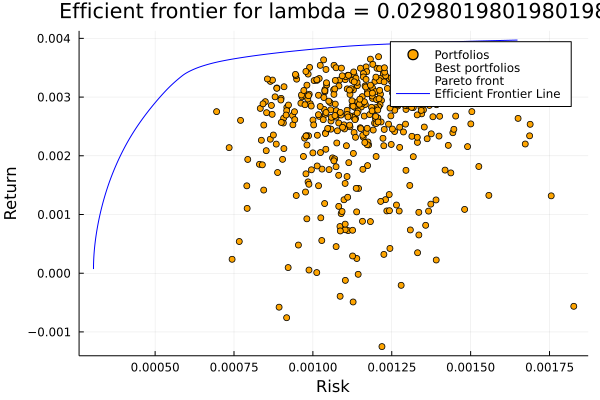 Efficient frontier for lambda = 0.0298019801980198
0.004
0.003
0.002
0.001
0.000
−0.001
Return
Portfolios
Best portfolios
Pareto front
Efficient Frontier Line
0.00050
0.00075
0.00100
0.00125
0.00150
0.00175
Risk